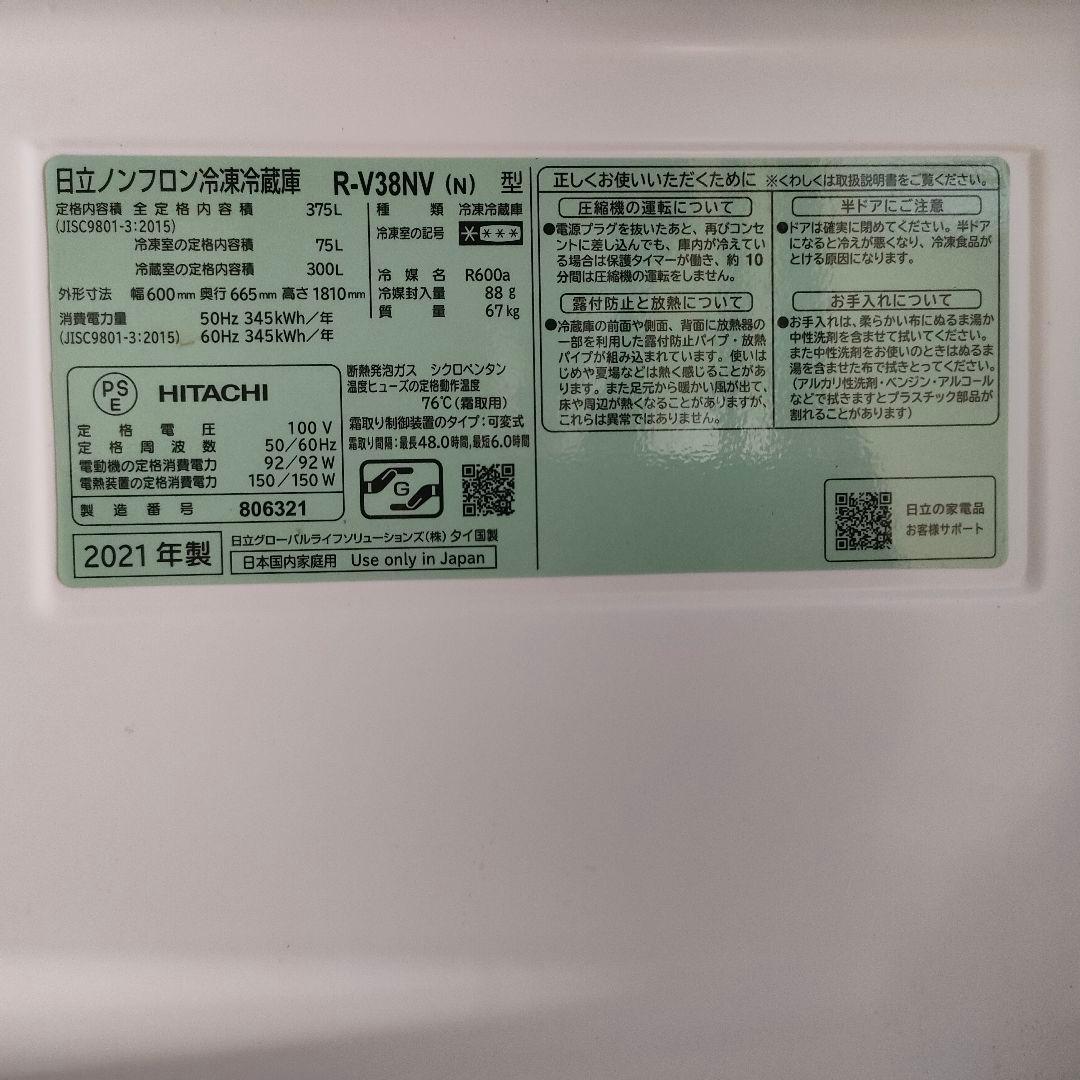 日立ノンフロン冷凍冷蔵庫 R-V38NV (N) 型
定格内容積 全定格内容積 375L
(JISC9801-3:2015)
冷凍室の定格内容積 75L
冷蔵室の定格内容積 300L
外形寸法 幅600mm 奥行665mm 高さ1810mm
消費電力量 50Hz 345kWh/年
(JISC9801-3:2015) 60Hz 345kWh/年
種類 冷凍冷蔵庫
冷凍室の記号 ****
冷媒名 R600a
冷媒封入量 88g
質量 67kg
PS
E
HITACHI
定格電圧 100V
定格周波数 50/60Hz
電動機の定格消費電力 92/92W
電熱装置の定格消費電力 150/150W
製造番号 806321
断熱発泡ガス シクロペンタン
温度ヒューズの定格動作温度
76℃(霜取用)
霜取り制御装置のタイプ:可変式
霜取り間隔:最長48.0時間,最短6.0時間
G
2021年製
日立グローバルライフソリューションズ(株) タイ国製
日本国内家庭用 Use only in Japan
正しくお使いいただくために ※くわしくは取扱説明書をご覧ください。
圧縮機の運転について
●電源プラグを抜いたあと、再びコンセ
ントに差し込んでも、庫内が冷えてい
る場合は保護タイマーが働き、約10
分間は圧縮機の運転をしません。
露付防止と放熱について
●冷蔵庫の前面や側面、背面に放熱器の
一部を利用した露付防止パイプ・放熱
パイプが組み込まれています。使いは
じめや夏場などは熱く感じることがあ
ります。また足元から暖かい風が出て、
床や周辺が熱くなることがありますが、
これらは異常ではありません。
半ドアにご注意
●ドアは確実に閉めてください。半ドア
になると冷えが悪くなり、冷凍食品が
とける原因になります。
お手入れについて
●お手入れは、柔らかい布にぬるま湯か
中性洗剤を含ませて拭いてください。
また中性洗剤をお使いのときはぬるま
湯を含ませた布で拭きとってください。
(アルカリ性洗剤・ベンジン・アルコール
などで拭きますとプラスチック部品が
割れることがあります)
日立の家電品
お客様サポート